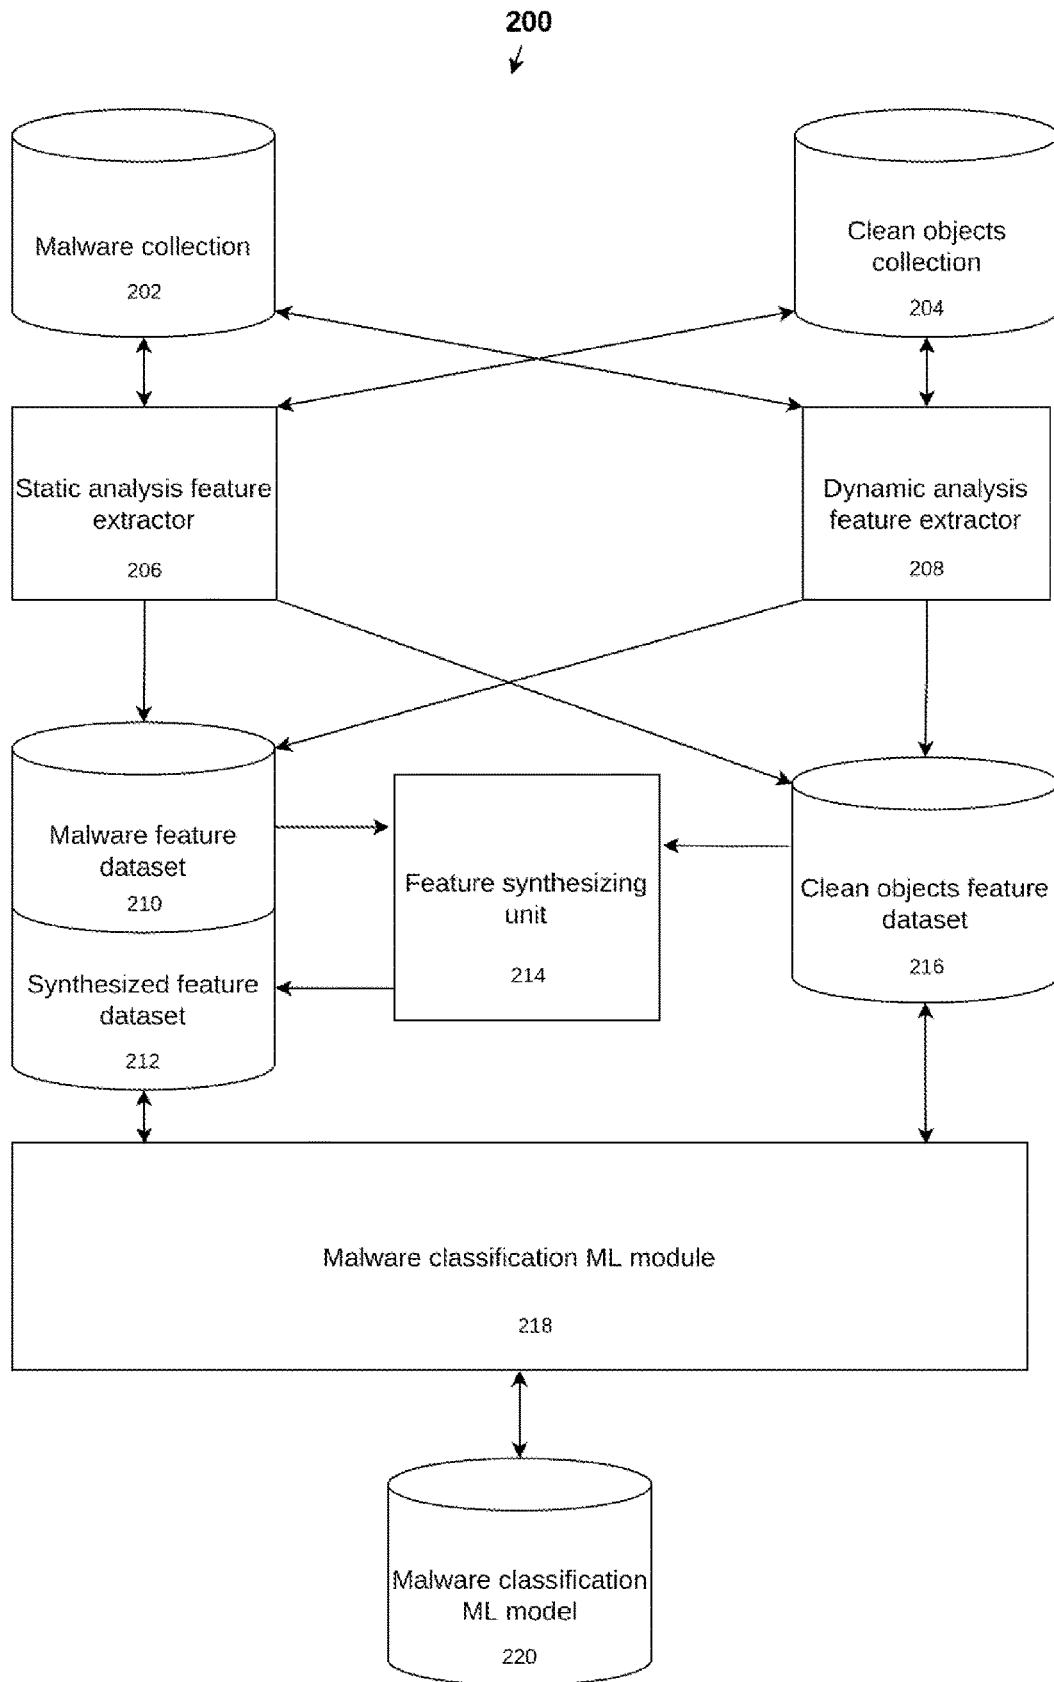 200
Malware collection
202
Clean objects
collection
204
Static analysis feature
extractor
206
Dynamic analysis
feature extractor
208
Malware feature
dataset
210
Synthesized feature
dataset
212
Feature synthesizing
unit
214
Clean objects feature
dataset
216
Malware classification ML module
218
Malware classification
ML model
220